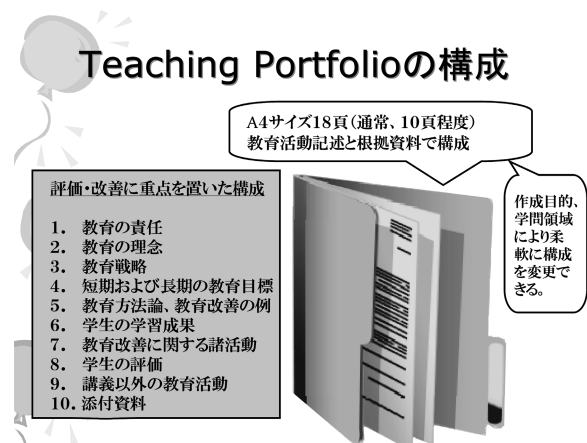 Teaching Portfolioの構成
A4サイズ18頁(通常、10頁程度)
教育活動記述と根拠資料で構成
評価・改善に重点を置いた構成
1. 教育の責任
2. 教育の理念
3. 教育戦略
4. 短期および長期の教育目標
5. 教育方法論、教育改善の例
6. 学生の学習成果
7. 教育改善に関する諸活動
8. 学生の評価
9. 講義以外の教育活動
10. 添付資料
作成目的、
学問領域
により柔
軟に構成
を変更で
きる。